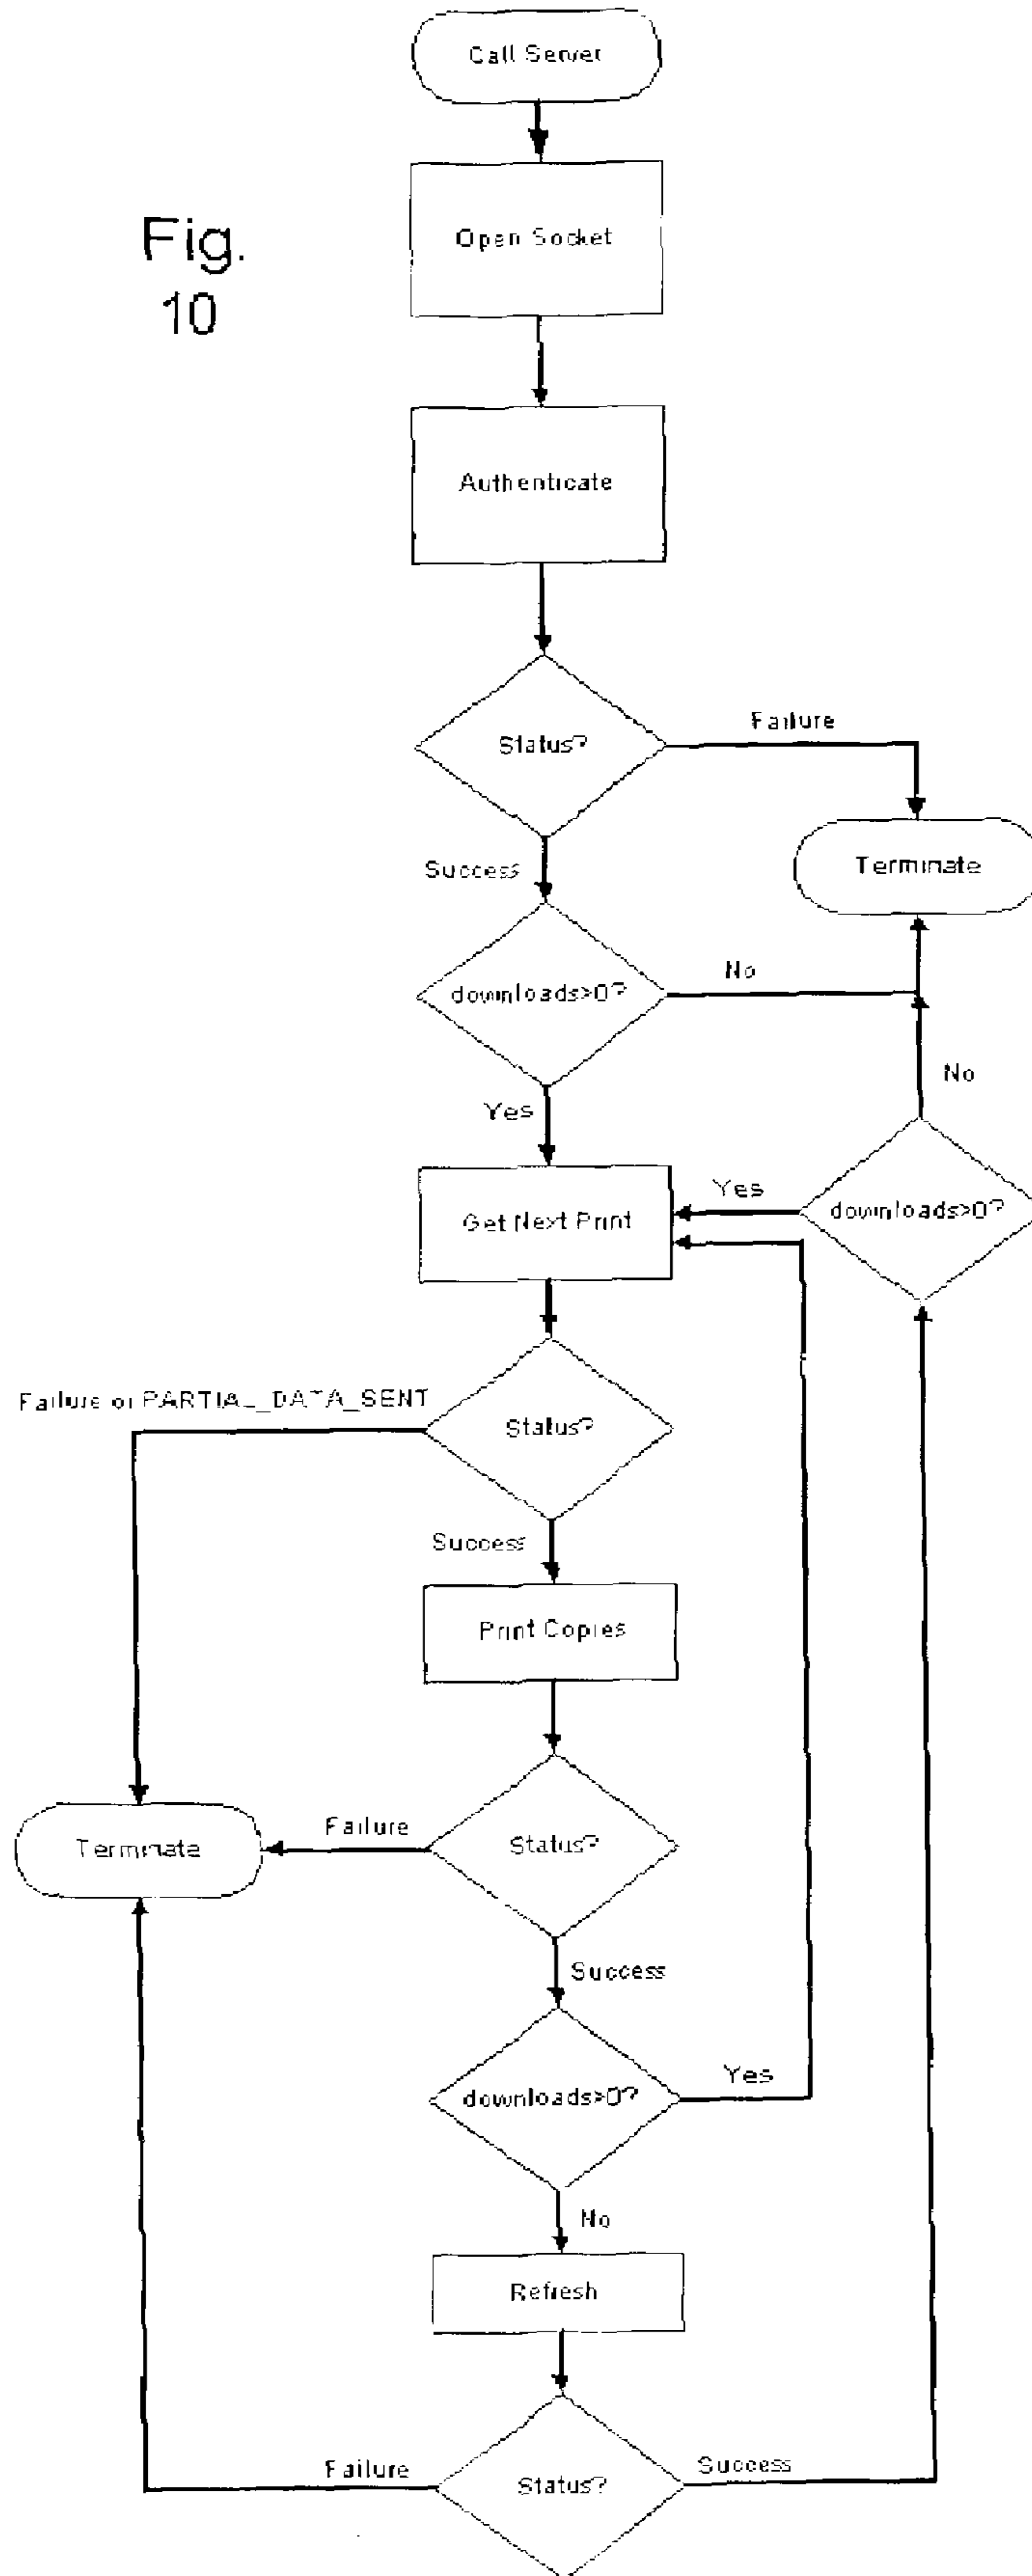 Call Server
Open Socket
Fig.
10
Authenticate
Status?
Failure
Terminate
Success
downloads>0?
No
No
Yes
Get Next Print
Yes
downloads>0?
Failure or PARTIAL_DATA_SENT
Status?
Success
Print Copies
Terminate
Failure
Status?
Success
downloads>0?
Yes
No
Refresh
Failure
Status?
Success